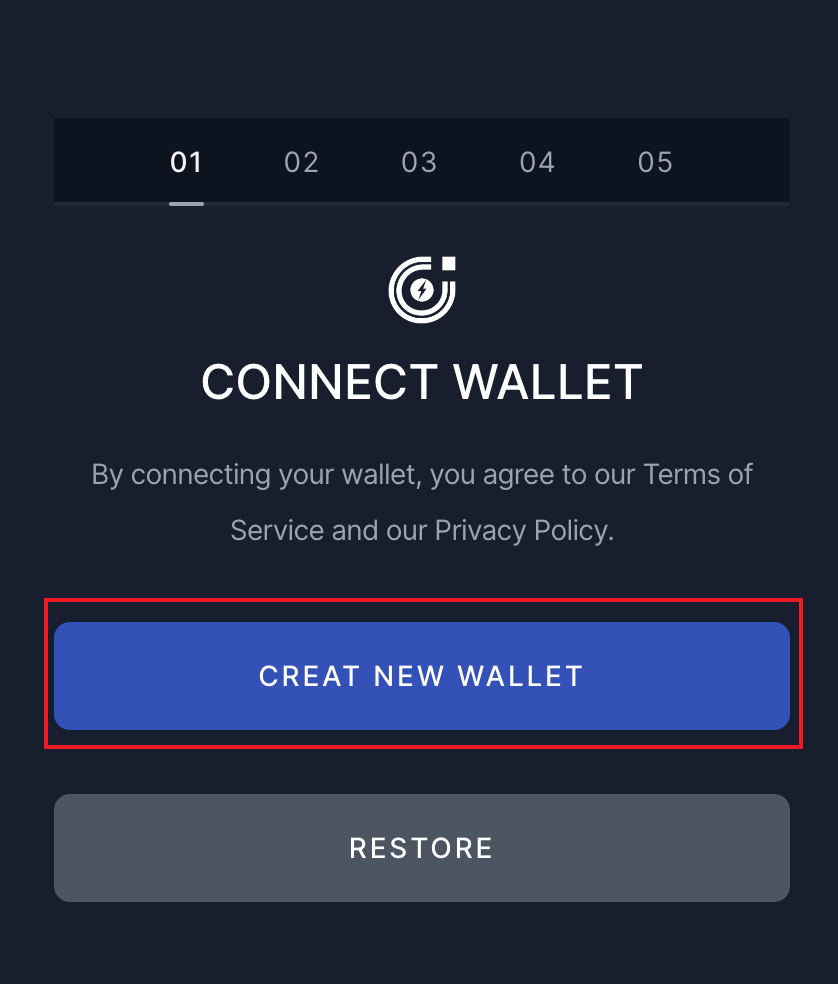 01 02 03 04 05
CONNECT WALLET
By connecting your wallet, you agree to our Terms of
Service and our Privacy Policy.
CREAT NEW WALLET
RESTORE